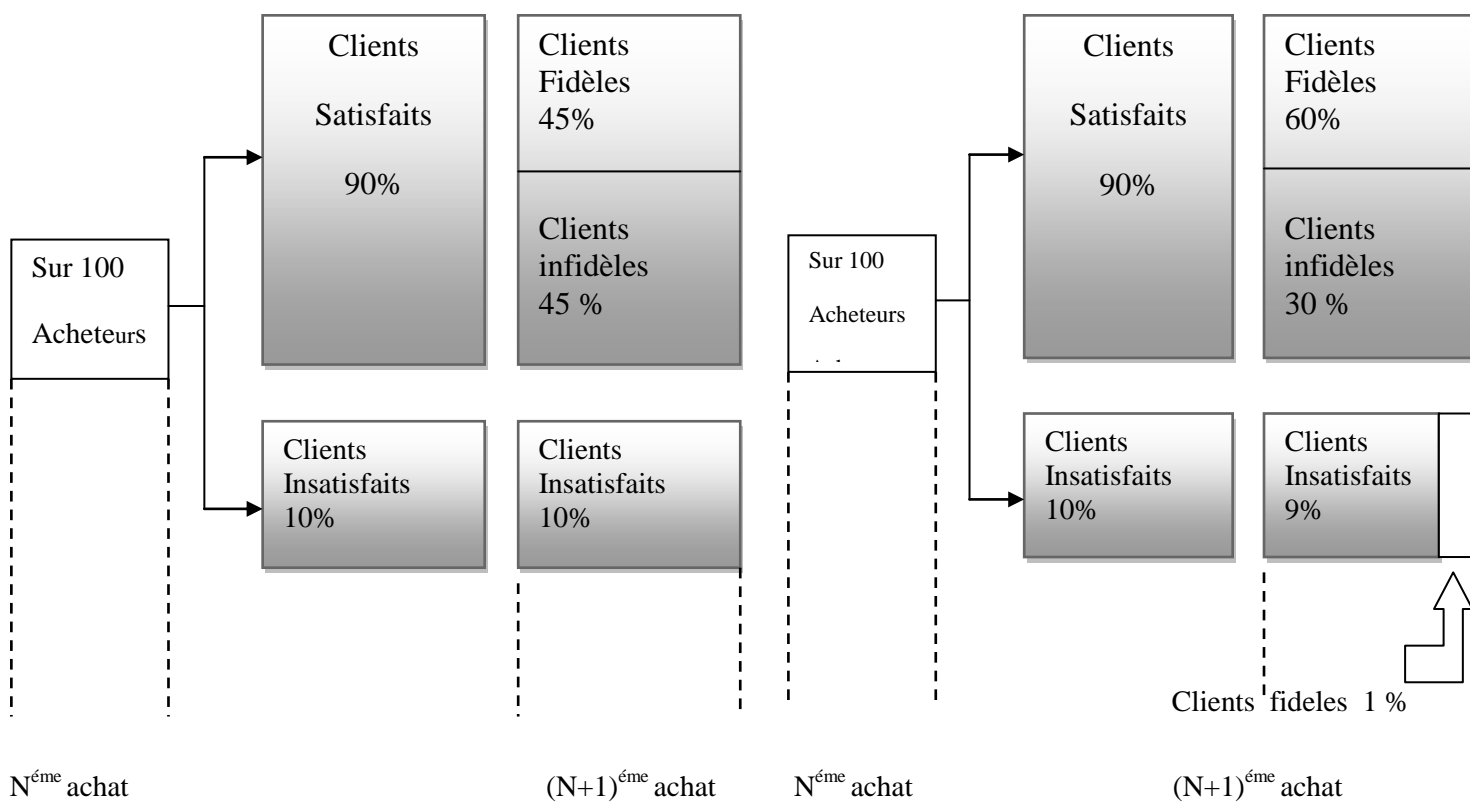 Clients
Satisfaits
90%
Clients
Fidèles
45%
Clients
infidèles
45 %
Sur 100
Acheteurs
Clients
Insatisfaits
10%
Clients
Insatisfaits
10%
Néme achat
(N+1)éme achat
Clients
Satisfaits
90%
Clients
Fidèles
60%
Clients
infidèles
30 %
Sur 100
Acheteurs
Clients
Insatisfaits
10%
Clients
Insatisfaits
9%
Clients fideles 1 %
Néme achat
(N+1)éme achat